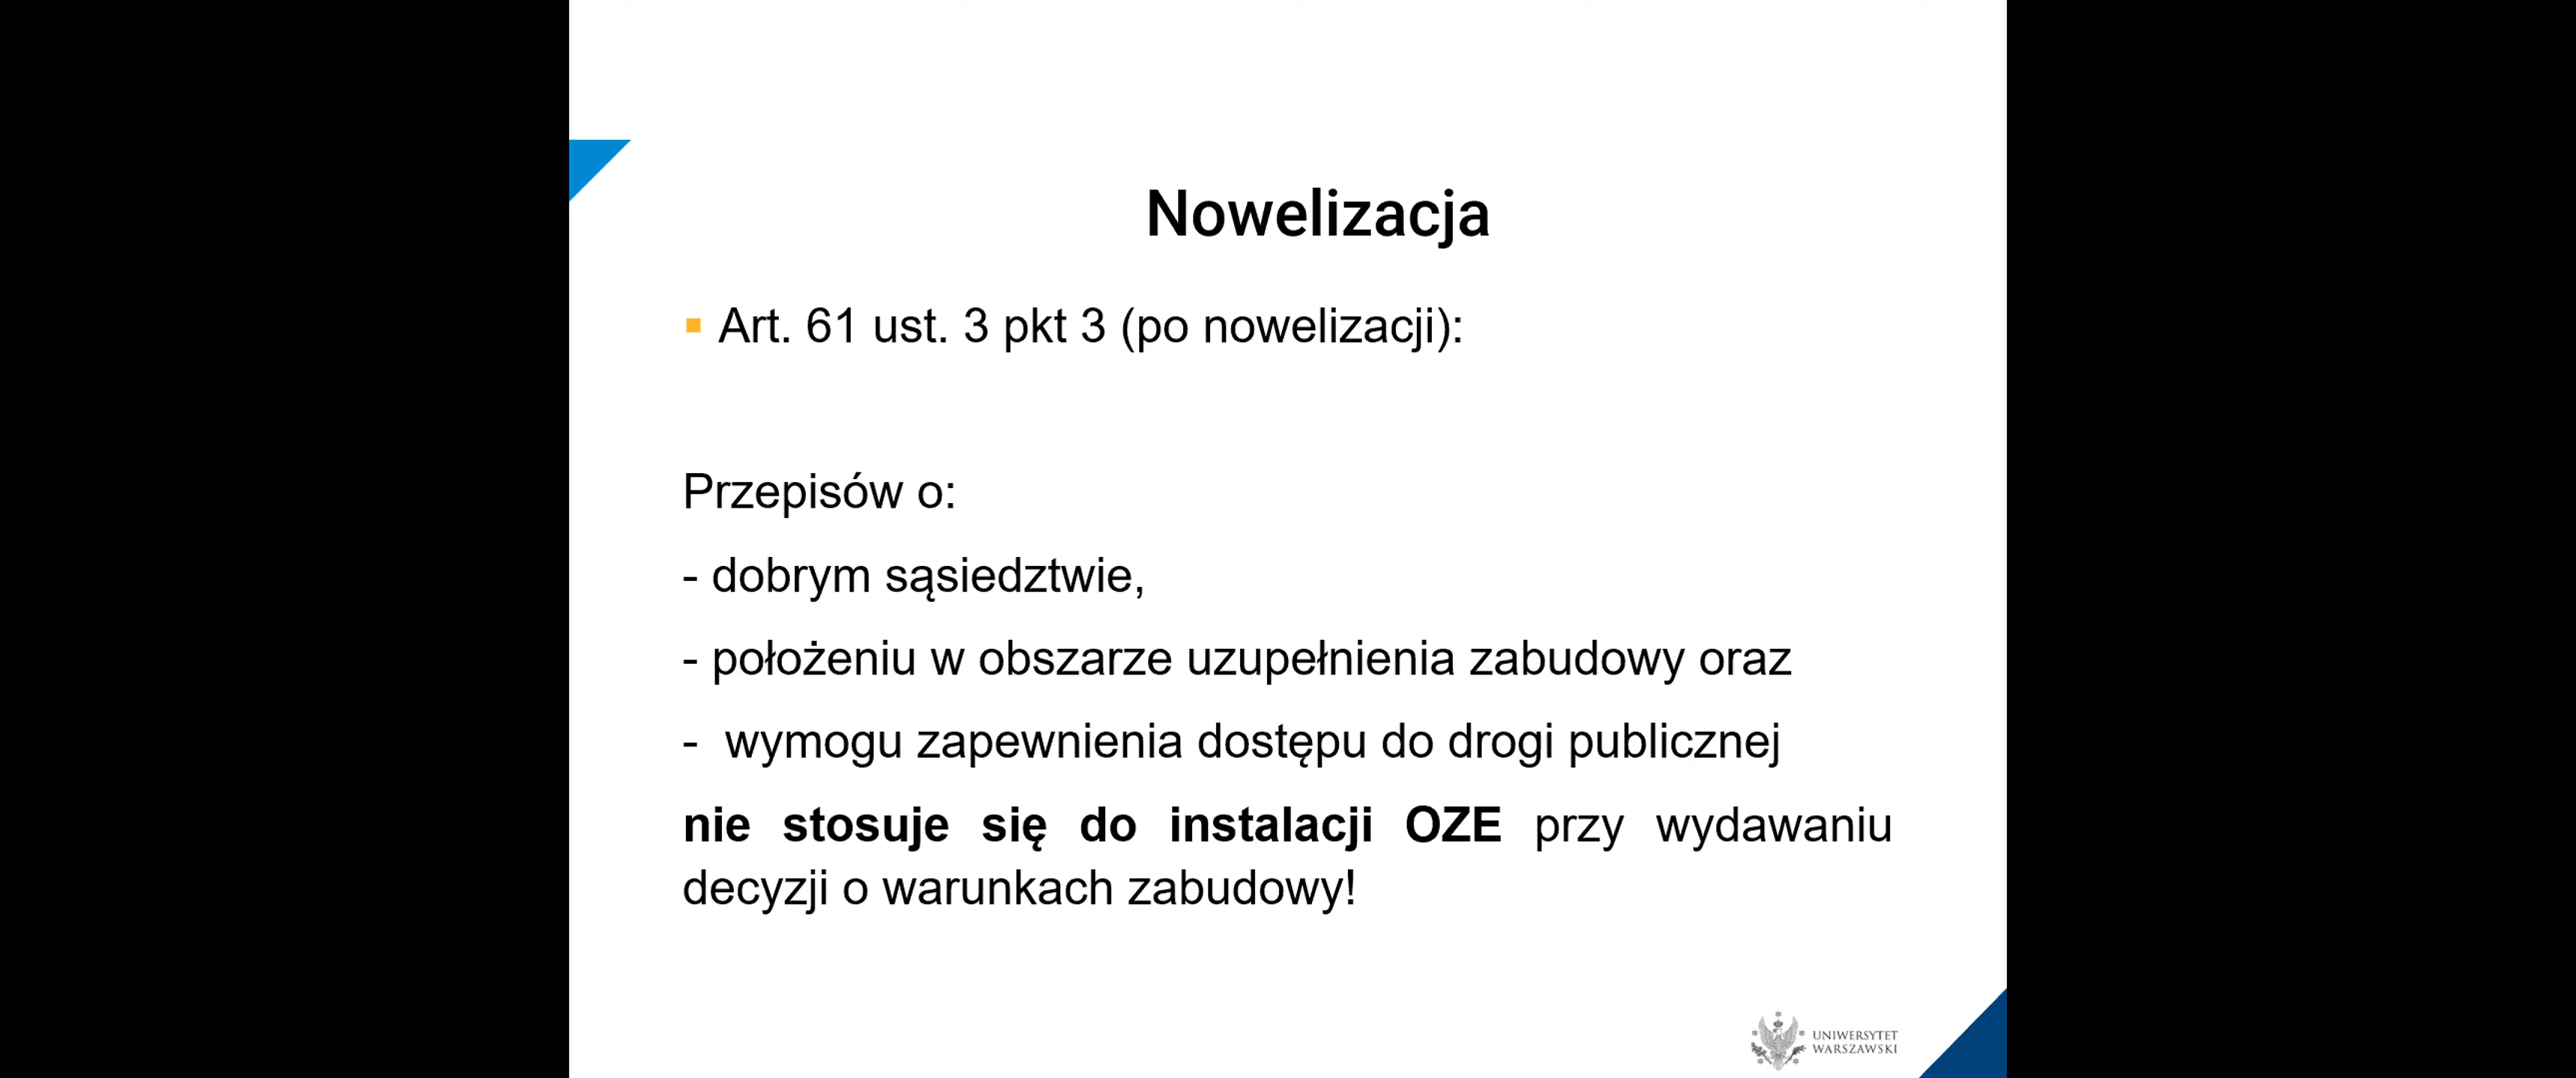 Nowelizacja
Art. 61 ust. 3 pkt 3 (po nowelizacji):
Przepisów o:
- dobrym sąsiedztwie,
- położeniu w obszarze uzupełnienia zabudowy oraz
- wymogu zapewnienia dostępu do drogi publicznej
nie stosuje się do instalacji OZE przy wydawaniu
decyzji o warunkach zabudowy!
UNIWERSYTET
WARSZAWSKI